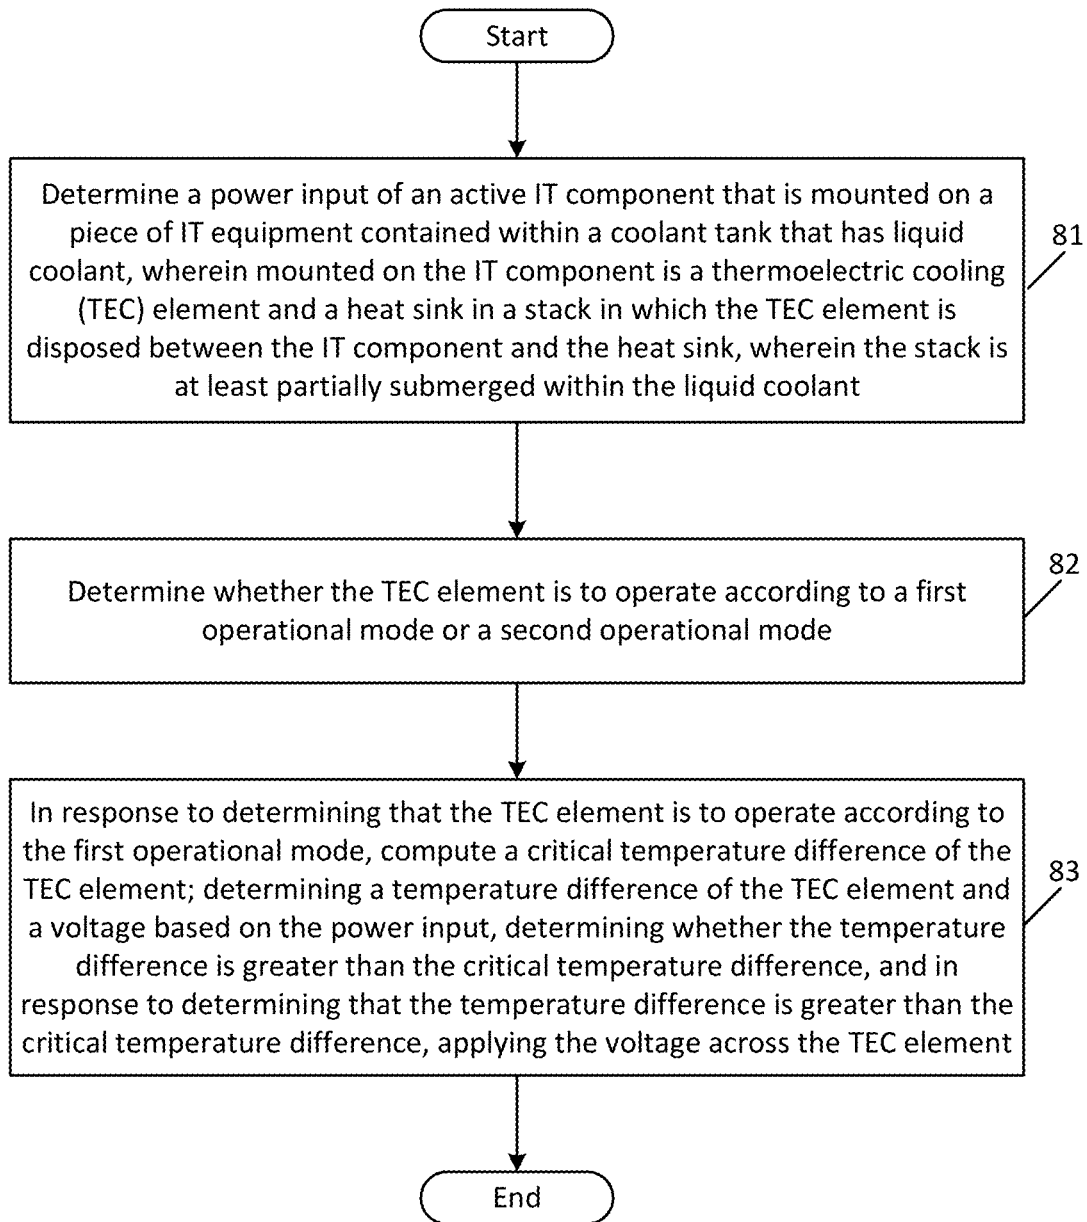 Start
Determine a power input of an active IT component that is mounted on a
piece of IT equipment contained within a coolant tank that has liquid
coolant, wherein mounted on the IT component is a thermoelectric cooling
(TEC) element and a heat sink in a stack in which the TEC element is
disposed between the IT component and the heat sink, wherein the stack is
at least partially submerged within the liquid coolant
81
Determine whether the TEC element is to operate according to a first
operational mode or a second operational mode
82
In response to determining that the TEC element is to operate according to
the first operational mode, compute a critical temperature difference of the
TEC element; determining a temperature difference of the TEC element and
a voltage based on the power input, determining whether the temperature
difference is greater than the critical temperature difference, and in
response to determining that the temperature difference is greater than the
critical temperature difference, applying the voltage across the TEC element
83
End